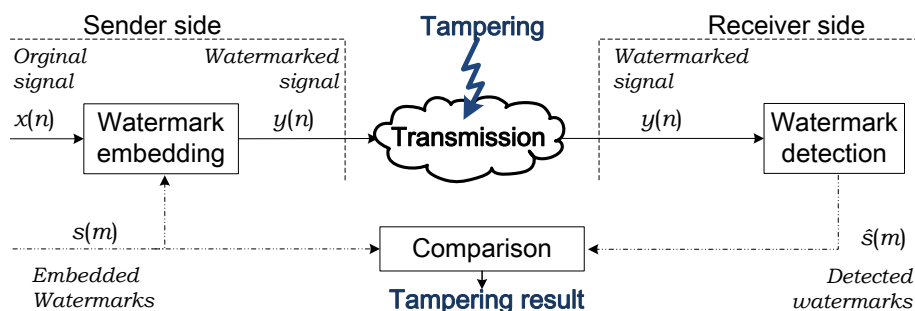 Sender side
Tampering
Receiver side
Orginal
signal
Watermarked
signal
Watermarked
signal
x(n)
Watermark
embedding
y(n)
Transmission
y(n)
Watermark
detection
s(m)
Comparison
ŝ(m)
Embedded
Watermarks
Tampering result
Detected
watermarks